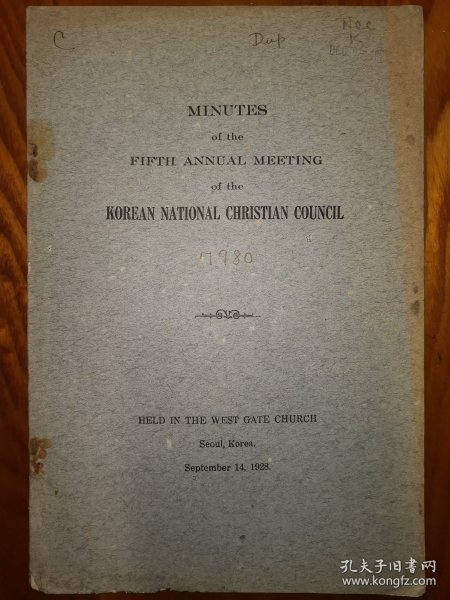 C
Dup
K
MINUTES
of the
FIFTH ANNUAL MEETING
of the
KOREAN NATIONAL CHRISTIAN COUNCIL
7980
HELD IN THE WEST GATE CHURCH
Seoul, Korea.
September 14, 1928.
孔夫子旧书网
www.kongfz.com